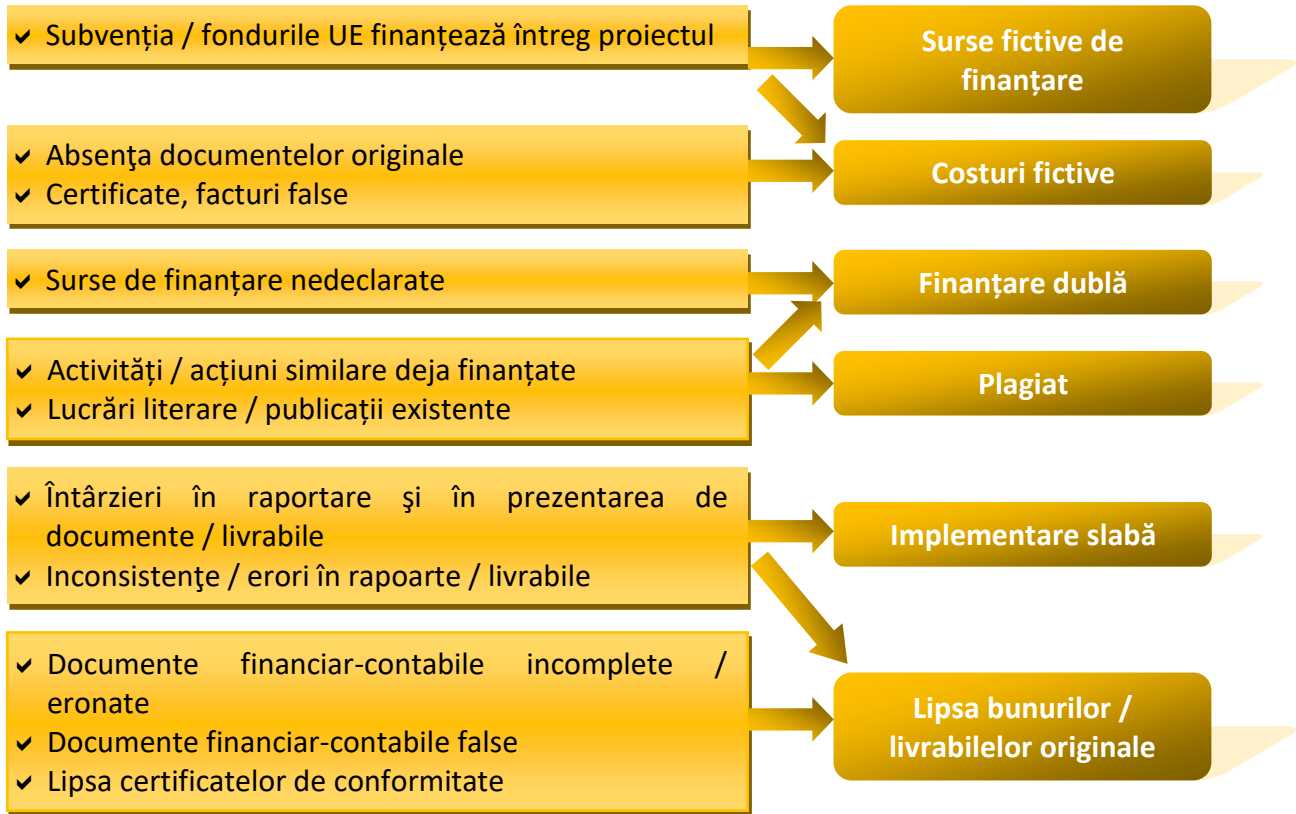 ✔ Subvenția / fondurile UE finanțează întreg proiectul
Surse fictive de
finanțare
✔ Absenţa documentelor originale
✔ Certificate, facturi false
Costuri fictive
✔ Surse de finanțare nedeclarate
Finanțare dublă
✔ Activități / acțiuni similare deja finanțate
✔ Lucrări literare / publicații existente
Plagiat
✔ Întârzieri în raportare şi în prezentarea de
documente / livrabile
✔ Inconsistenţe / erori în rapoarte / livrabile
Implementare slabă
✔ Documente financiar-contabile incomplete /
eronate
✔ Documente financiar-contabile false
✔ Lipsa certificatelor de conformitate
Lipsa bunurilor /
livrabilelor originale